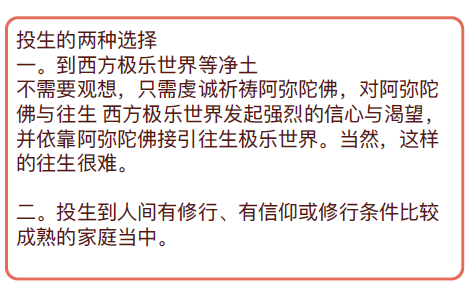 投生的两种选择
一。到西方极乐世界等净土
不需要观想，只需虔诚祈祷阿弥陀佛，对阿弥陀
佛与往生 西方极乐世界发起强烈的信心与渴望，
并依靠阿弥陀佛接引往生极乐世界。当然，这样
的往生很难。
二。投生到人间有修行、有信仰或修行条件比较
成熟的家庭当中。